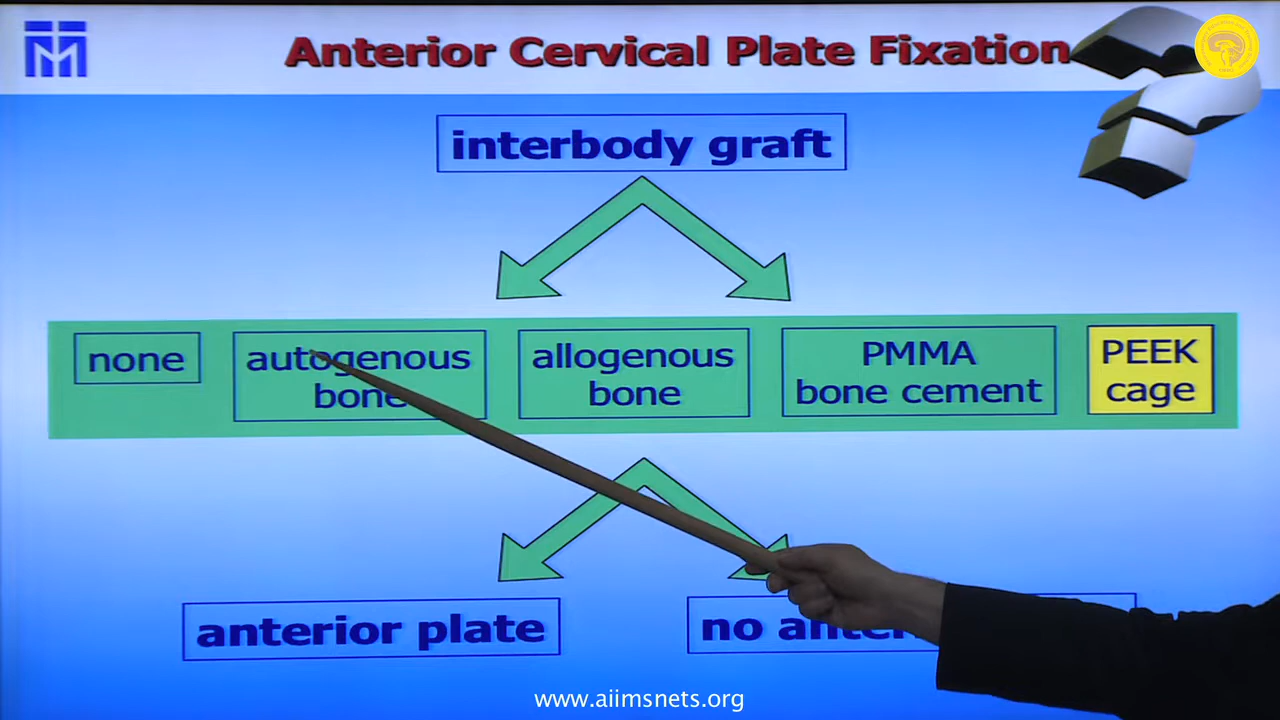 Anterior Cervical Plate Fixation
interbody graft
none
autogenous
bone
allogenous
bone
PMMA
bone cement
PEEK
cage
anterior plate
no
www.aiimsnets.org